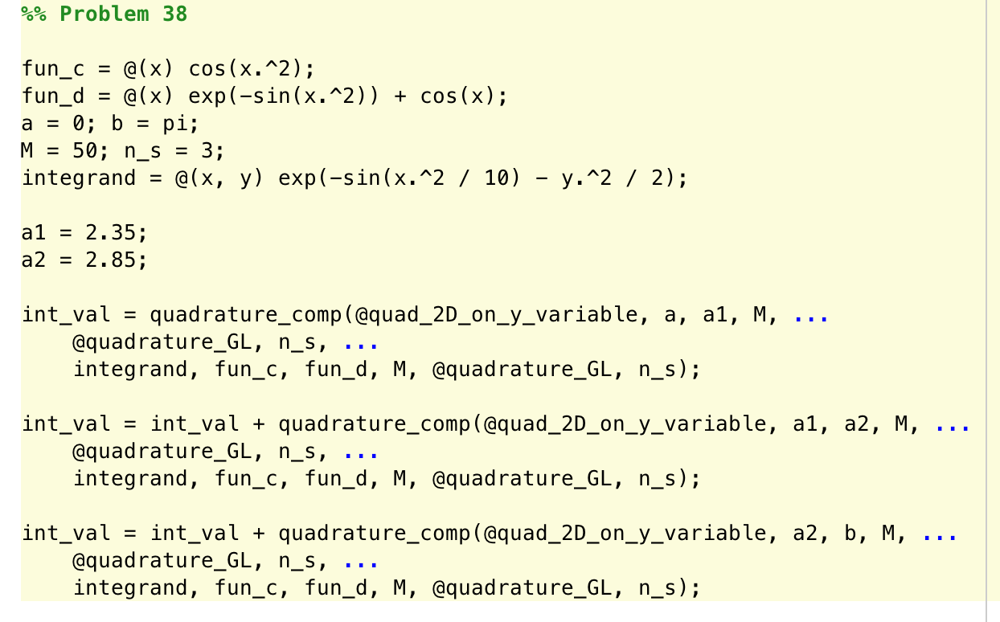 %% Problem 38
fun_c = @(x) cos(x.^2);
fun_d = @(x) exp(-sin(x.^2)) + cos(x);
a = 0; b = pi;
M = 50; n_s = 3;
integrand = @(x, y) exp(-sin(x.^2 / 10) - y.^2 / 2);
a1 = 2.35;
a2 = 2.85;
int_val = quadrature_comp(@quad_2D_on_y_variable, a, a1, M, ...
    @quadrature_GL, n_s, ...
    integrand, fun_c, fun_d, M, @quadrature_GL, n_s);
int_val = int_val + quadrature_comp(@quad_2D_on_y_variable, a1, a2, M, ...
    @quadrature_GL, n_s, ...
    integrand, fun_c, fun_d, M, @quadrature_GL, n_s);
int_val = int_val + quadrature_comp(@quad_2D_on_y_variable, a2, b, M, ...
    @quadrature_GL, n_s, ...
    integrand, fun_c, fun_d, M, @quadrature_GL, n_s);